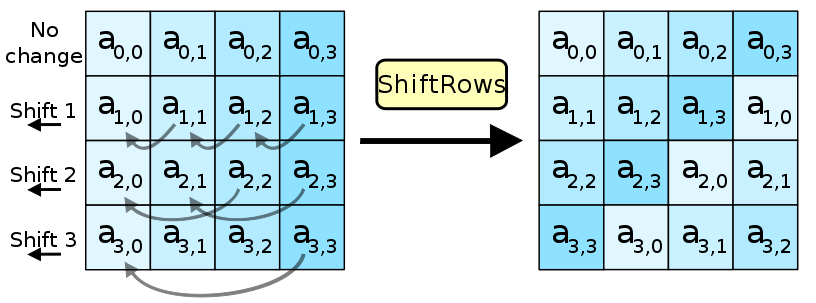 No
change
a0,0 a0,1 a0,2 a0,3
a0,0 a0,1 a0,2 a0,3
ShiftRows
Shift 1
a1,0 a1,1 a1,2 a1,3
a1,1 a1,2 a1,3 a1,0
Shift 2
a2,0 a2,1 a2,2 a2,3
a2,2 a2,3 a2,0 a2,1
Shift 3
a3,0 a3,1 a3,2 a3,3
a3,3 a3,0 a3,1 a3,2